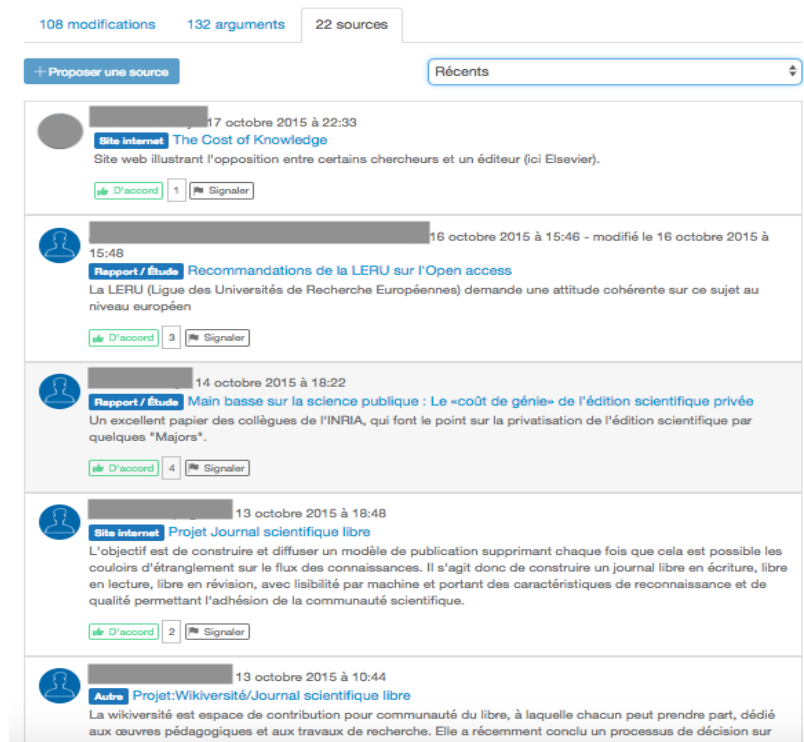 108 modifications 132 arguments 22 sources
+ Proposer une source Récents
17 octobre 2015 à 22:33
Site internet The Cost of Knowledge
Site web illustrant l'opposition entre certains chercheurs et un éditeur (ici Elsevier).
D'accord 1 Signaler
16 octobre 2015 à 15:46 - modifié le 16 octobre 2015 à
15:48
Rapport / Étude Recommandations de la LERU sur l'Open access
La LERU (Ligue des Universités de Recherche Européennes) demande une attitude cohérente sur ce sujet au
niveau européen
D'accord 3 Signaler
14 octobre 2015 à 18:22
Rapport / Étude Main basse sur la science publique : Le «coût de génie» de l'édition scientifique privée
Un excellent papier des collègues de l'INRIA, qui font le point sur la privatisation de l'édition scientifique par
quelques "Majors".
D'accord 4 Signaler
13 octobre 2015 à 18:48
Site internet Projet Journal scientifique libre
L'objectif est de construire et diffuser un modèle de publication supprimant chaque fois que cela est possible les
couloirs d'étranglement sur le flux des connaissances. Il s'agit donc de construire un journal libre en écriture, libre
en lecture, libre en révision, avec lisibilité par machine et portant des caractéristiques de reconnaissance et de
qualité permettant l'adhésion de la communauté scientifique.
D'accord 2 Signaler
13 octobre 2015 à 10:44
Autre Projet:Wikiversité/Journal scientifique libre
La wikiversité est espace de contribution pour communauté du libre, à laquelle chacun peut prendre part, dédié
aux œuvres pédagogiques et aux travaux de recherche. Elle a récemment conclu un processus de décision sur